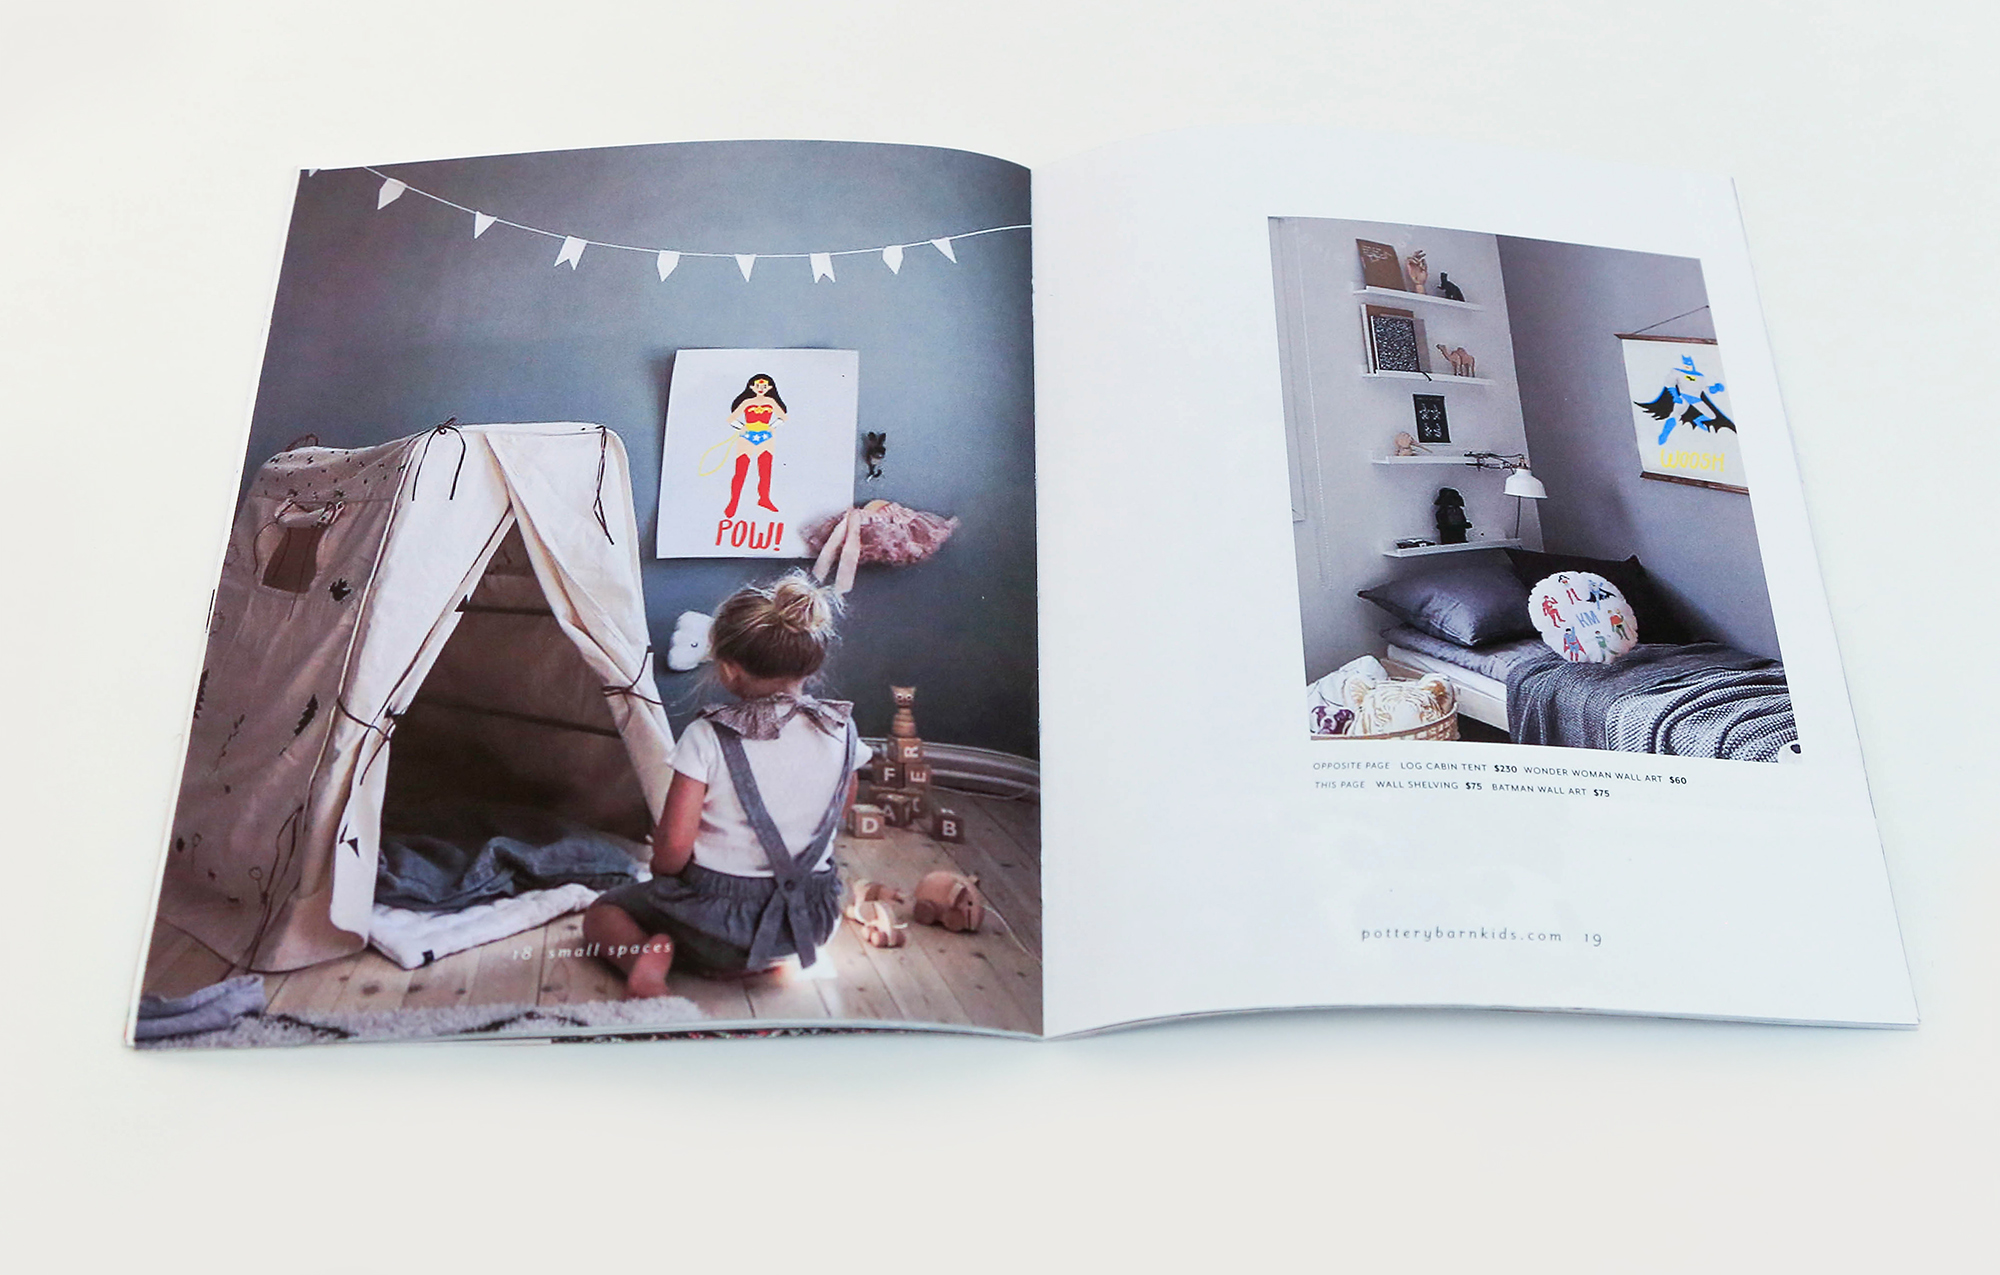 POW!
R
F
E
A
D
B
18 small spaces
WOOSH
KM
OPPOSITE PAGE LOG CABIN TENT $230 WONDER WOMAN WALL ART $60
THIS PAGE WALL SHELVING $75 BATMAN WALL ART $75
potterybarnkids.com 19